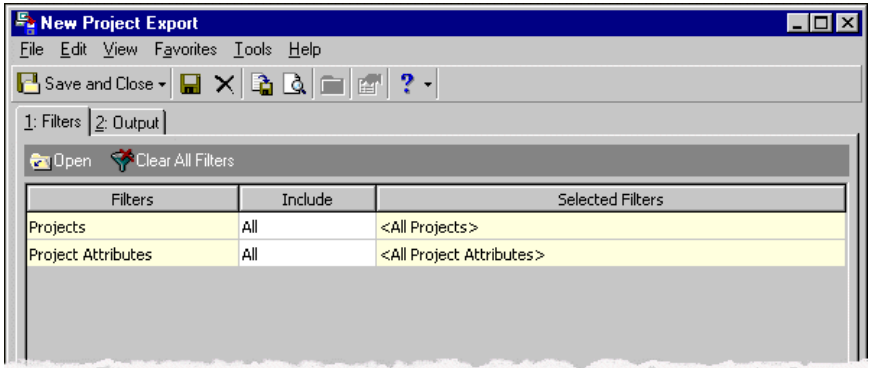 New Project Export
File Edit View Favorites Tools Help
Save and Close ?
1: Filters 2: Output
Open Clear All Filters
Filters Include Selected Filters
Projects All <All Projects>
Project Attributes All <All Project Attributes>